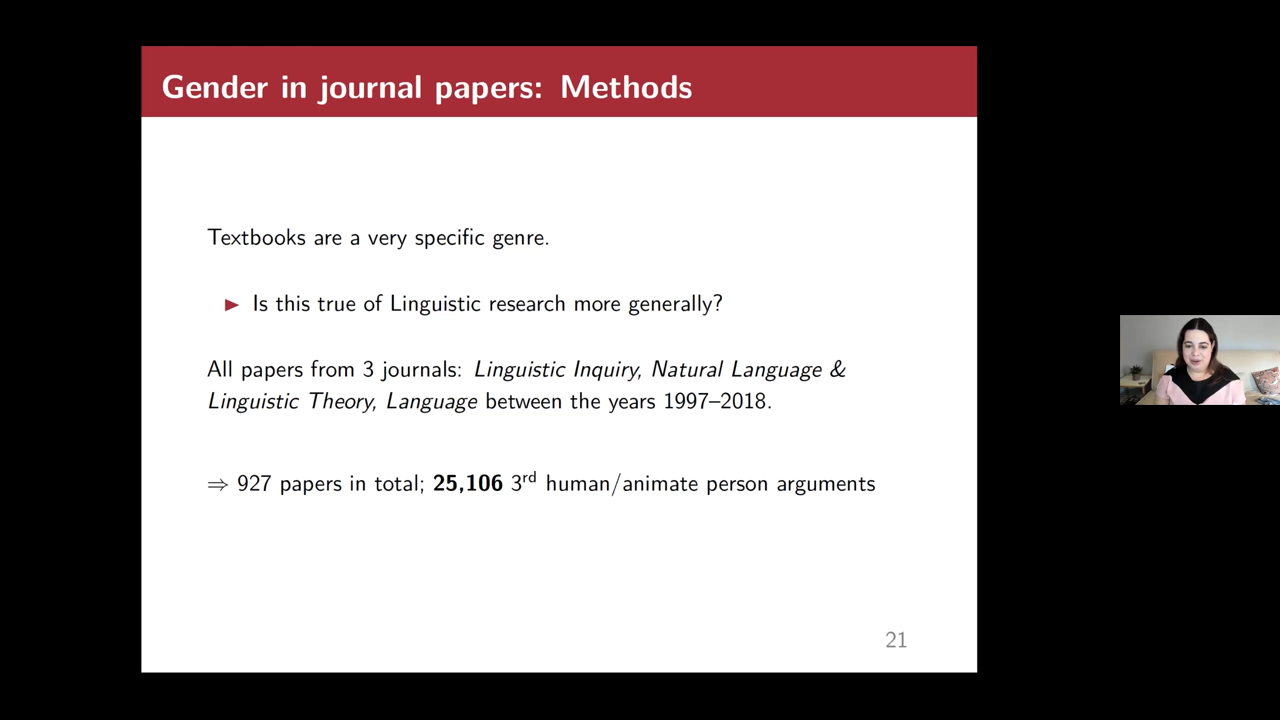 Gender in journal papers: Methods
Textbooks are a very specific genre.
▶ Is this true of Linguistic research more generally?
All papers from 3 journals: Linguistic Inquiry, Natural Language &
Linguistic Theory, Language between the years 1997–2018.
⇒ 927 papers in total; 25,106 3rd human/animate person arguments
21